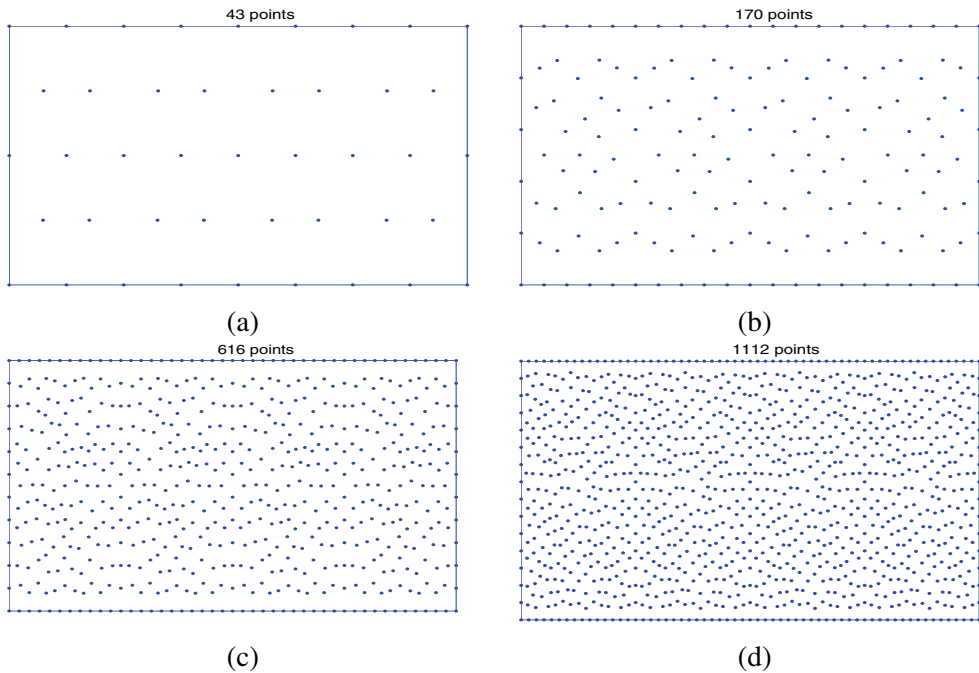 43 points
170 points
(a)
(b)
616 points
1112 points
(c)
(d)